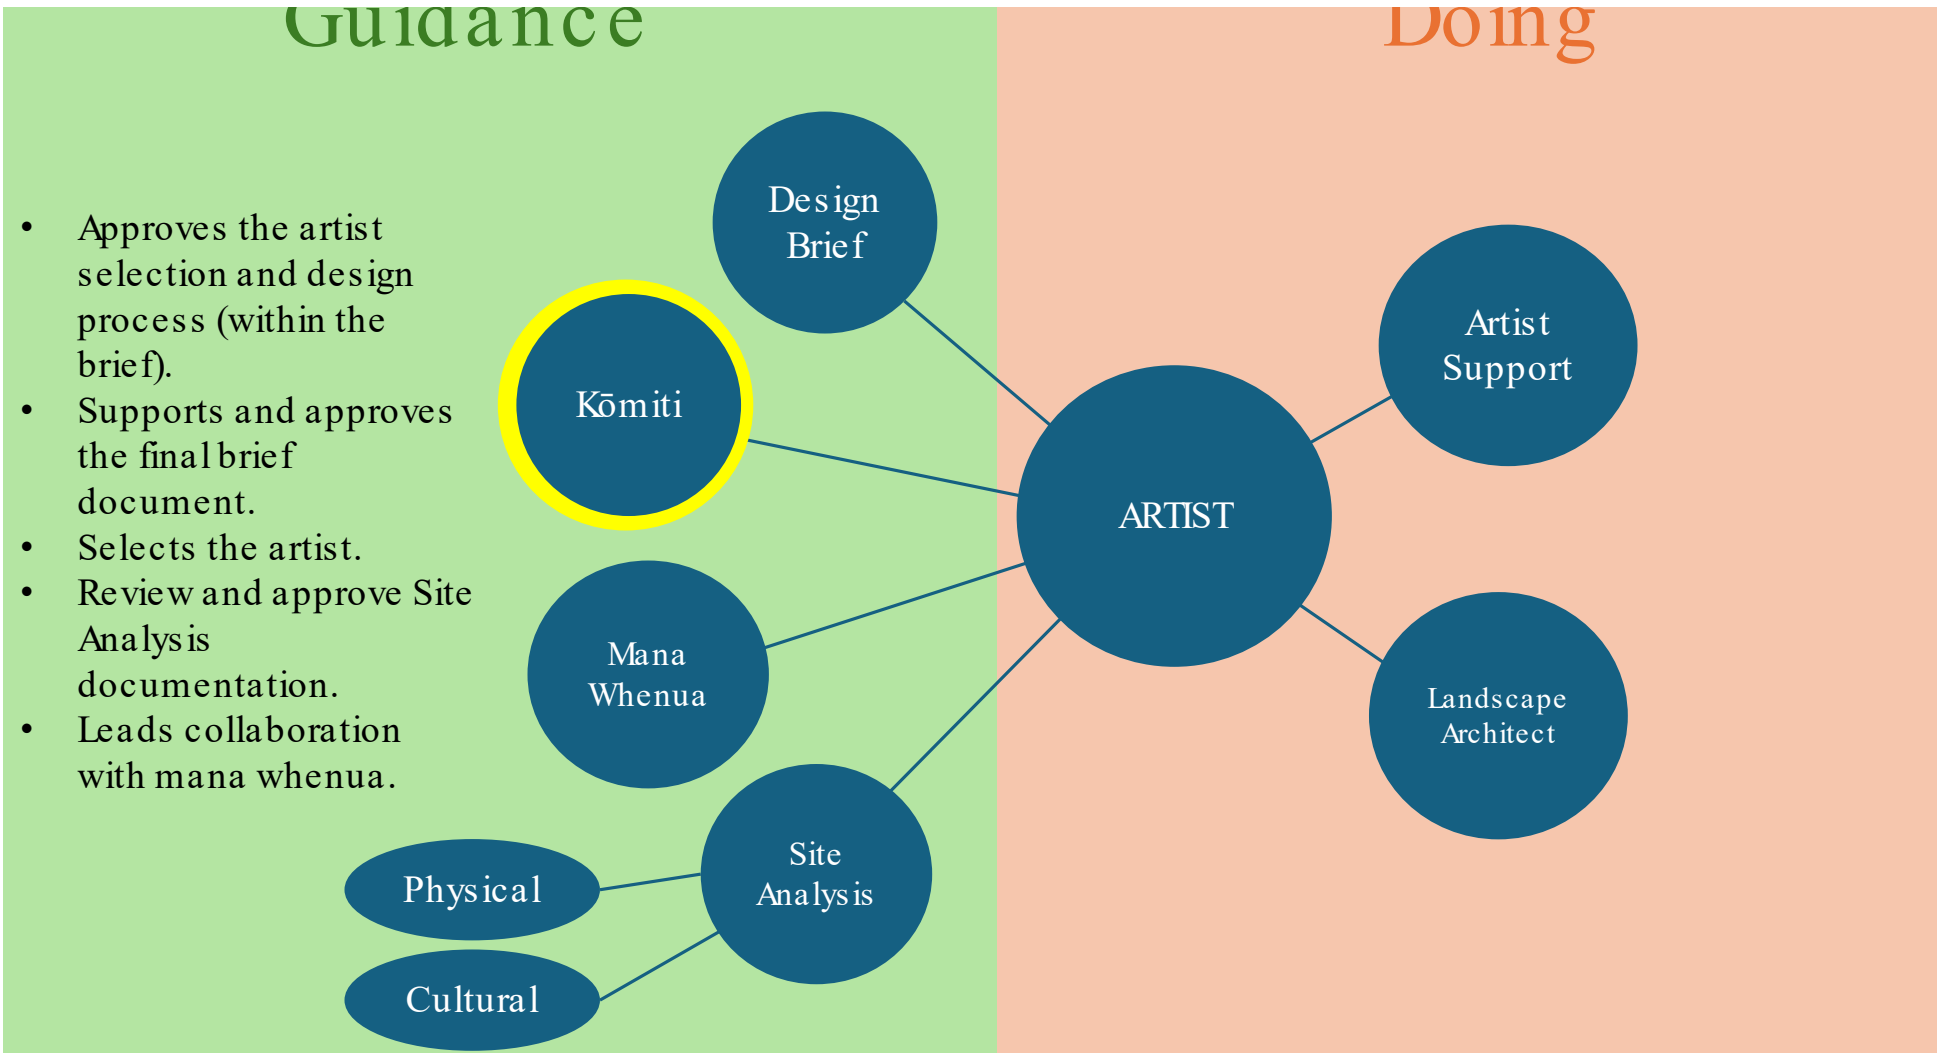 Guidance
Doing
• Approves the artist
selection and design
process (within the
brief).
• Supports and approves
the final brief
document.
• Selects the artist.
• Review and approve Site
Analysis
documentation.
• Leads collaboration
with mana whenua.
Design
Brief
Kōmiti
Mana
Whenua
Site
Analysis
Physical
Cultural
ARTIST
Artist
Support
Landscape
Architect